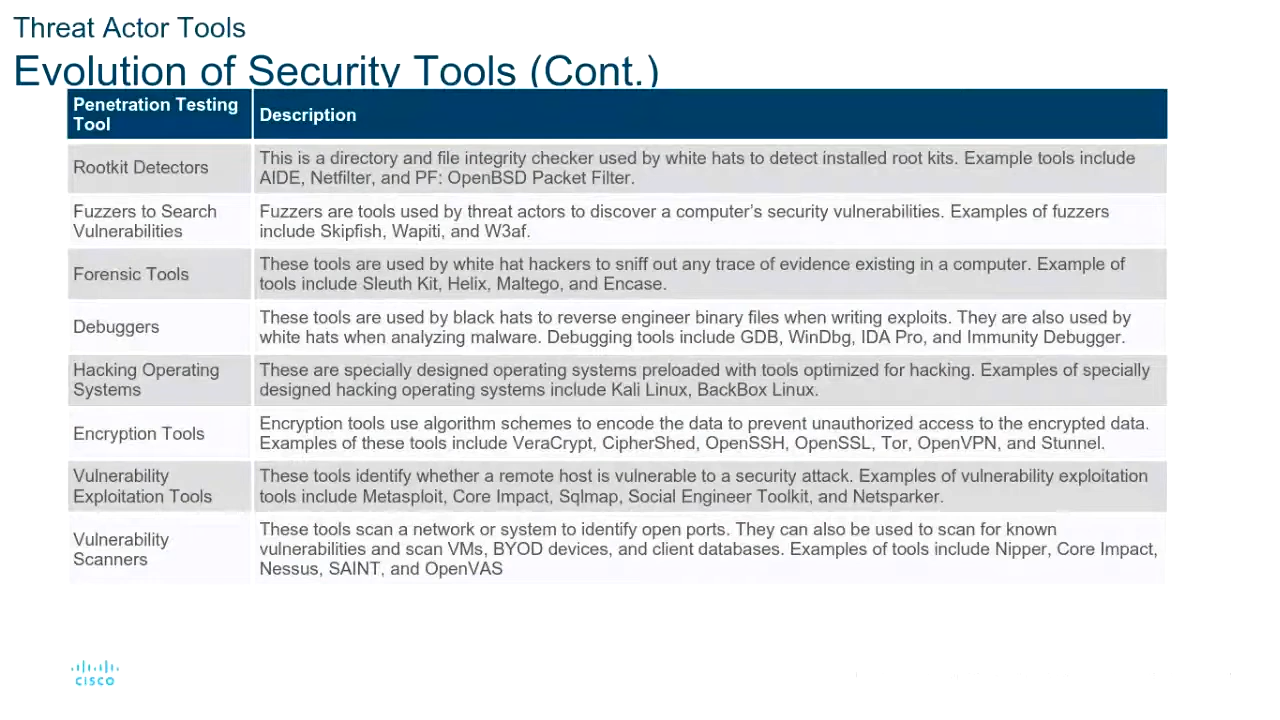 Threat Actor Tools
Evolution of Security Tools (Cont.)
Penetration Testing
Tool
Description
Rootkit Detectors
This is a directory and file integrity checker used by white hats to detect installed root kits. Example tools include
AIDE, Netfilter, and PF: OpenBSD Packet Filter.
Fuzzers to Search
Vulnerabilities
Fuzzers are tools used by threat actors to discover a computer’s security vulnerabilities. Examples of fuzzers
include Skipfish, Wapiti, and W3af.
Forensic Tools
These tools are used by white hat hackers to sniff out any trace of evidence existing in a computer. Example of
tools include Sleuth Kit, Helix, Maltego, and Encase.
Debuggers
These tools are used by black hats to reverse engineer binary files when writing exploits. They are also used by
white hats when analyzing malware. Debugging tools include GDB, WinDbg, IDA Pro, and Immunity Debugger.
Hacking Operating
Systems
These are specially designed operating systems preloaded with tools optimized for hacking. Examples of specially
designed hacking operating systems include Kali Linux, BackBox Linux.
Encryption Tools
Encryption tools use algorithm schemes to encode the data to prevent unauthorized access to the encrypted data.
Examples of these tools include VeraCrypt, CipherShed, OpenSSH, OpenSSL, Tor, OpenVPN, and Stunnel.
Vulnerability
Exploitation Tools
These tools identify whether a remote host is vulnerable to a security attack. Examples of vulnerability exploitation
tools include Metasploit, Core Impact, Sqlmap, Social Engineer Toolkit, and Netsparker.
Vulnerability
Scanners
These tools scan a network or system to identify open ports. They can also be used to scan for known
vulnerabilities and scan VMs, BYOD devices, and client databases. Examples of tools include Nipper, Core Impact,
Nessus, SAINT, and OpenVAS
CISCO